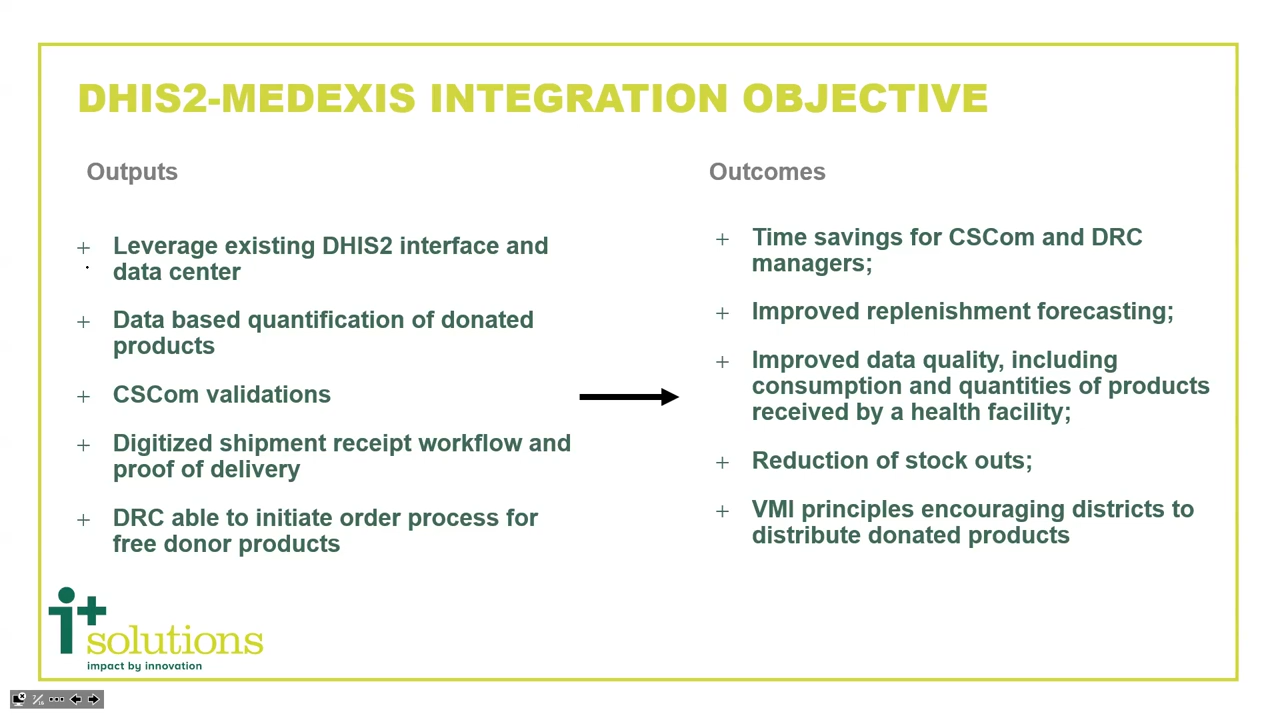 DHIS2-MEDEXIS INTEGRATION OBJECTIVE
Outputs
+ Leverage existing DHIS2 interface and
data center
+ Data based quantification of donated
products
+ CSCom validations
+ Digitized shipment receipt workflow and
proof of delivery
+ DRC able to initiate order process for
free donor products
Outcomes
+ Time savings for CSCom and DRC
managers;
+ Improved replenishment forecasting;
+ Improved data quality, including
consumption and quantities of products
received by a health facility;
+ Reduction of stock outs;
+ VMI principles encouraging districts to
distribute donated products
i+
solutions
impact by innovation
7/16